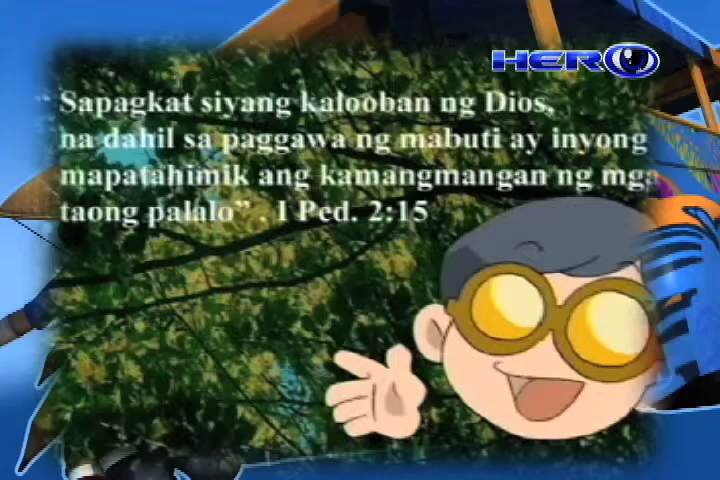 HERO
“ Sapagkat siyang kalooban ng Dios,
na dahil sa paggawa ng mabuti ay inyong
mapatahimik ang kamangmangan ng mga
taong palalo” . I Ped. 2:15